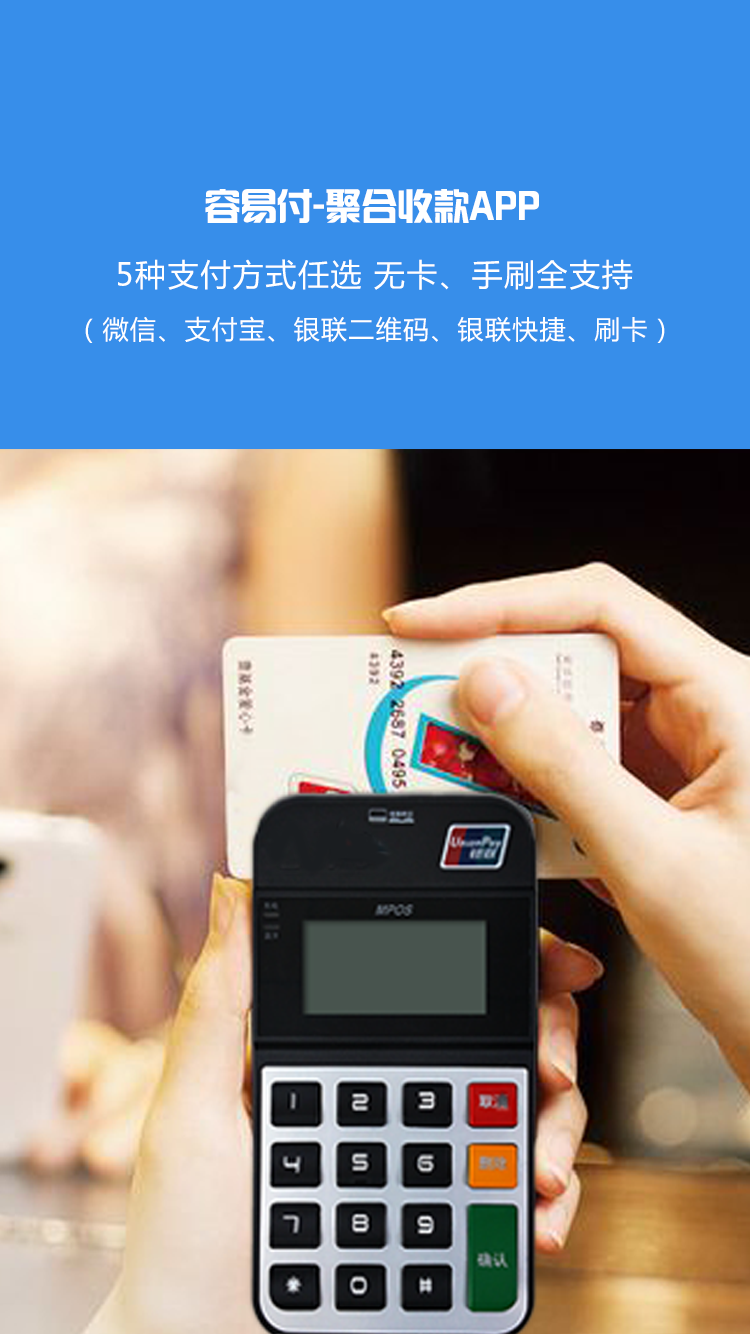 容易付-聚合收款APP
5种支付方式任选 无卡、手刷全支持
（微信、支付宝、银联二维码、银联快捷、刷卡）
4392 2687 0495
4392
UnionPay
银联
MPOS
1 2 3 取消
4 5 6
7 8 9
确认
* 0 #